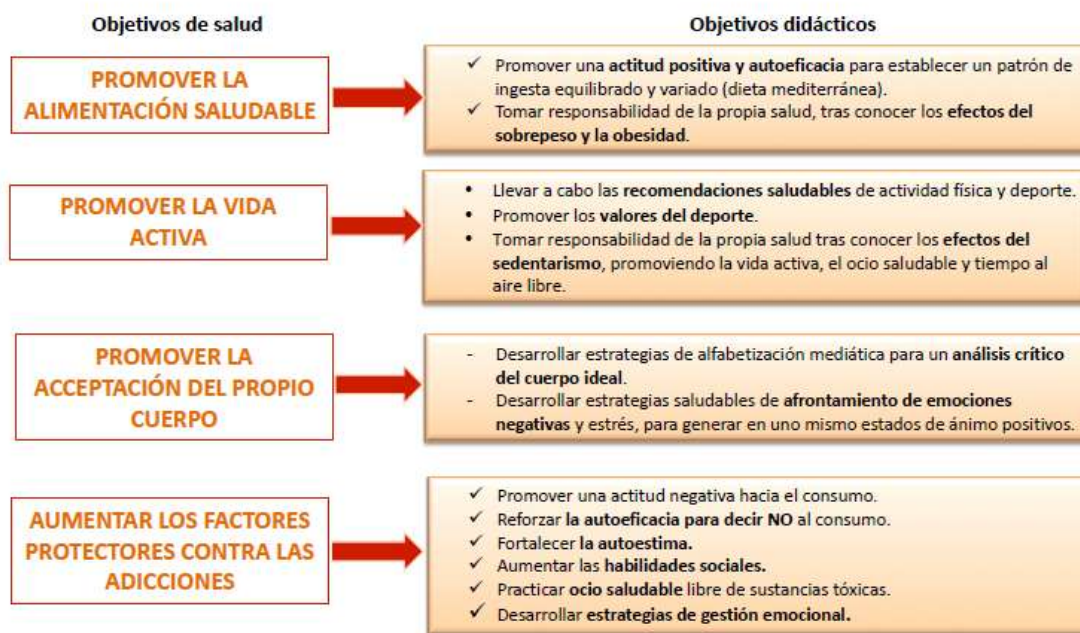 Objetivos de salud
Objetivos didácticos
PROMOVER LA
ALIMENTACIÓN SALUDABLE
✓ Promover una actitud positiva y autoeficacia para establecer un patrón de
ingesta equilibrado y variado (dieta mediterránea).
✓ Tomar responsabilidad de la propia salud, tras conocer los efectos del
sobrepeso y la obesidad.
PROMOVER LA VIDA
ACTIVA
• Llevar a cabo las recomendaciones saludables de actividad física y deporte.
• Promover los valores del deporte.
• Tomar responsabilidad de la propia salud tras conocer los efectos del
sedentarismo, promoviendo la vida activa, el ocio saludable y tiempo al
aire libre.
PROMOVER LA
ACCEPTACIÓN DEL PROPIO
CUERPO
- Desarrollar estrategias de alfabetización mediática para un análisis crítico
del cuerpo ideal.
- Desarrollar estrategias saludables de afrontamiento de emociones
negativas y estrés, para generar en uno mismo estados de ánimo positivos.
AUMENTAR LOS FACTORES
PROTECTORES CONTRA LAS
ADICCIONES
✓ Promover una actitud negativa hacia el consumo.
✓ Reforzar la autoeficacia para decir NO al consumo.
✓ Fortalecer la autoestima.
✓ Aumentar las habilidades sociales.
✓ Practicar ocio saludable libre de sustancias tóxicas.
✓ Desarrollar estrategias de gestión emocional.